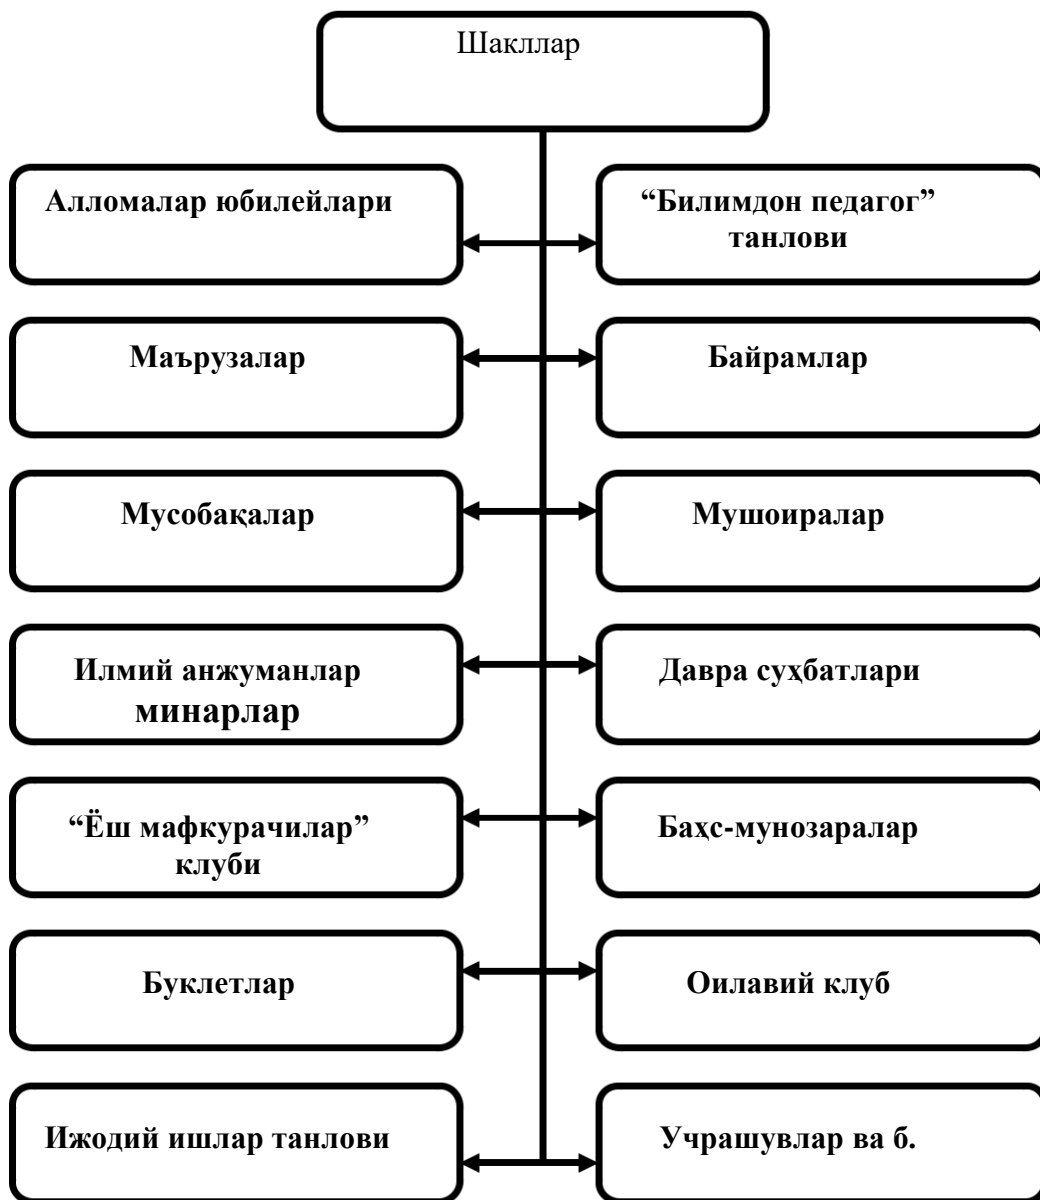 Шакллар
Алломалар юбилейлари
“Билимдон педагог”
танлови
Маърузалар
Байрамлар
Мусобақалар
Мушоиралар
Илмий анжуманлар
минарлар
Давра суҳбатлари
“Ёш мафкурачилар”
клуби
Баҳс-мунозаралар
Буклетлар
Оилавий клуб
Ижодий ишлар танлови
Учрашувлар ва б.